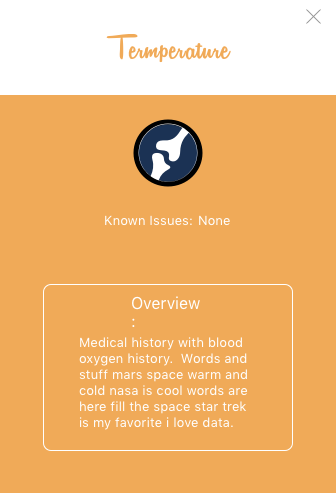 Termperature
Known Issues: None
Overview
:
Medical history with blood
oxygen history.  Words and
stuff mars space warm and
cold nasa is cool words are
here fill the space star trek
is my favorite i love data.